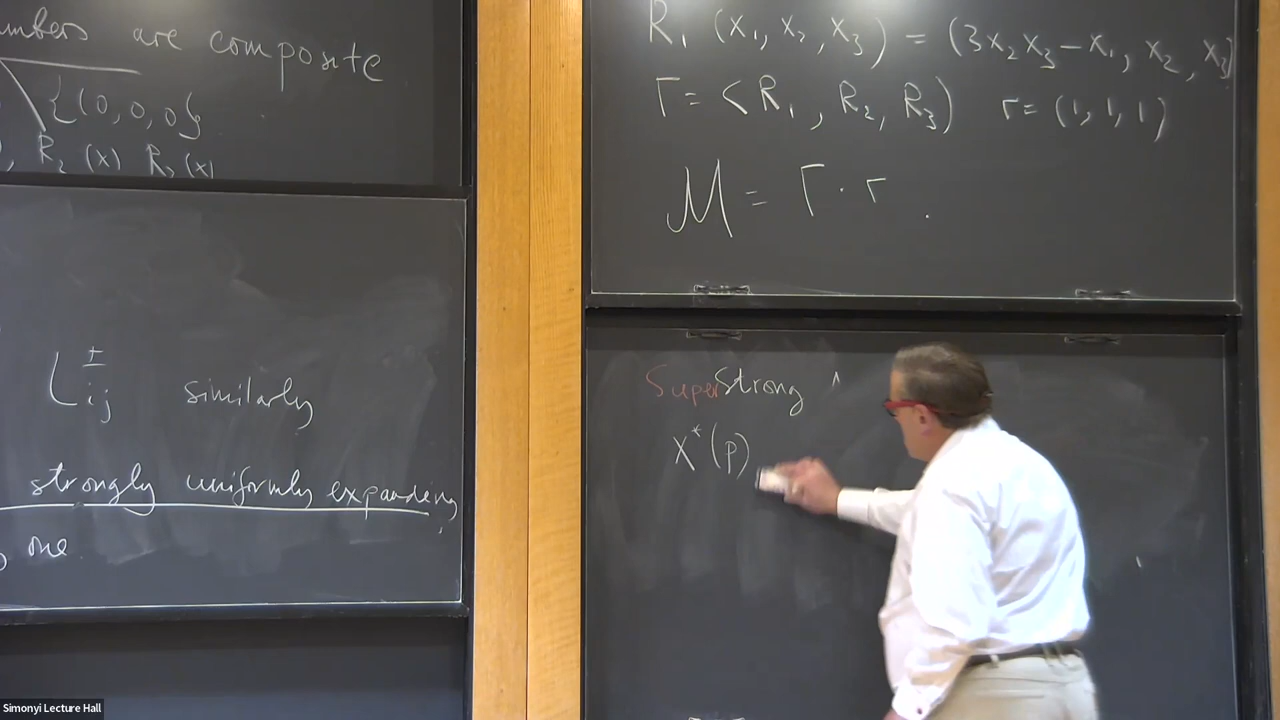 umbers are composite
{(0,0,0)}
R₂ (x) R₃(x)
L±ij similarly
strongly uniformly expanding
one
R₁ (x₁, x₂, x₃) = (3x₂x₃-x₁, x₂, x₃)
Γ = <R₁, R₂, R₃) r = (1, 1, 1)
M = Γ · r .
SuperStrong ^
X*(p)
Simonyi Lecture Hall